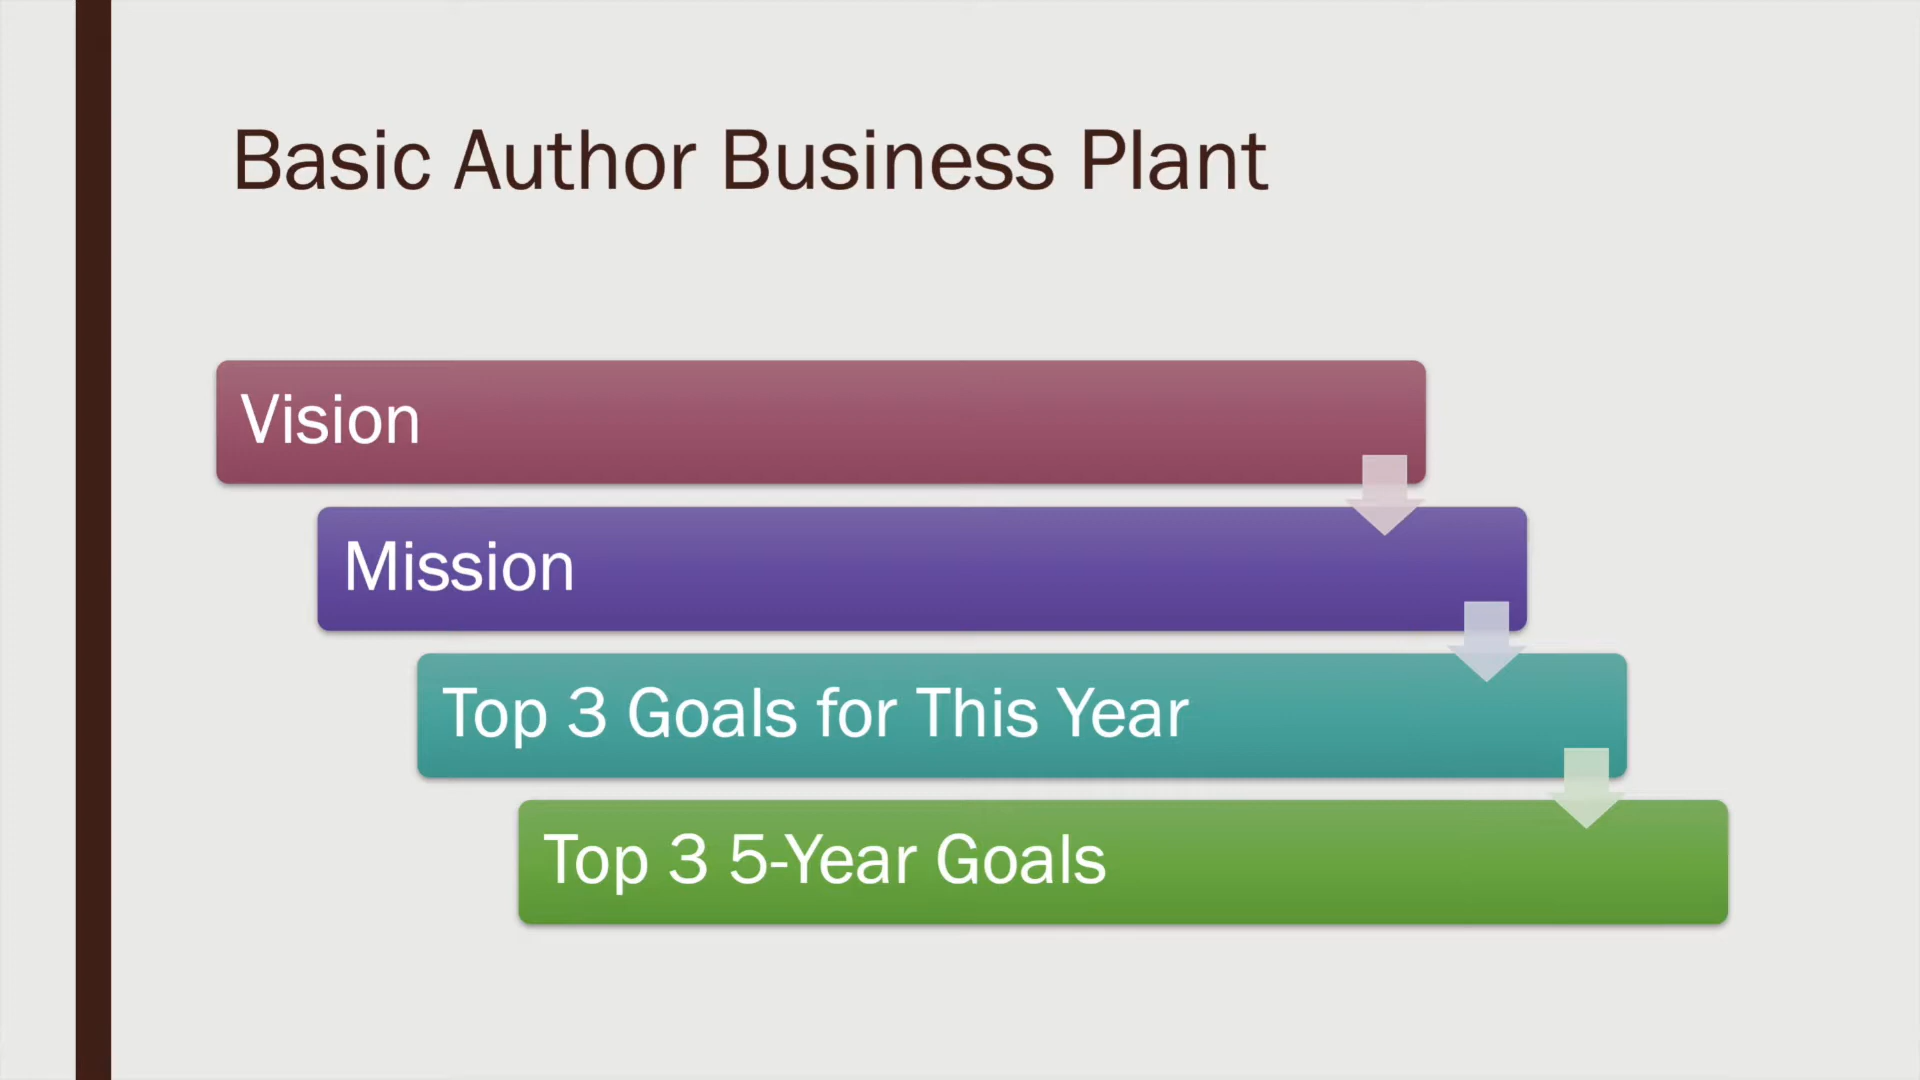 Basic Author Business Plant
Vision
Mission
Top 3 Goals for This Year
Top 3 5-Year Goals